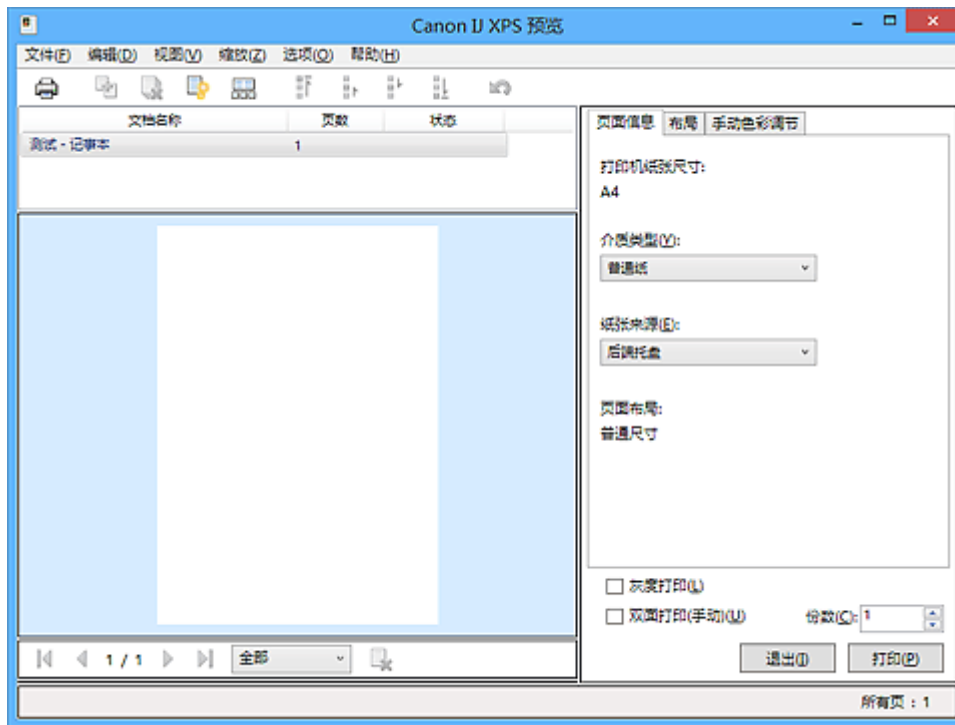 Canon IJ XPS 预览
文件(F) 编辑(D) 视图(V) 缩放(Z) 选项(O) 帮助(H)
文档名称 页数 状态
测试 - 记事本 1
页面信息 布局 手动色彩调节
打印机纸张尺寸:
A4
介质类型(Y):
普通纸
纸张来源(E):
后端托盘
页面布局:
普通尺寸
灰度打印(L)
双面打印(手动)(U) 份数(C): 1
1 / 1 全部
退出(I) 打印(P)
所有页 : 1